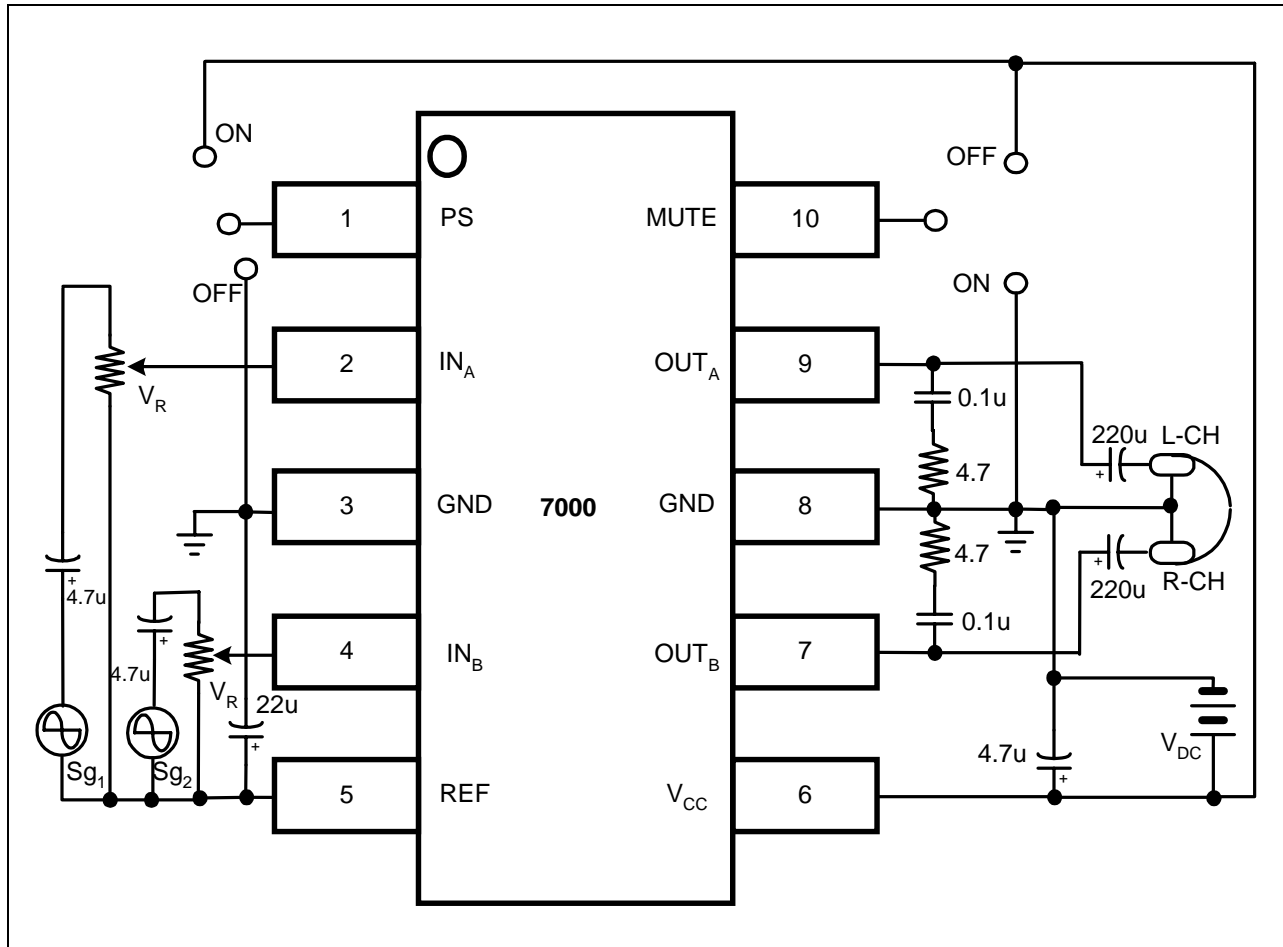 ON
OFF
1
PS
MUTE
10
OFF
ON
2
IN_A
OUT_A
9
V_R
0.1u
220u
L-CH
+
4.7
3
GND
7000
GND
8
4.7
+
4.7u
+
220u
R-CH
+
4
IN_B
OUT_B
7
0.1u
4.7u
V_R
22u
+
Sg_1
Sg_2
5
REF
V_CC
6
4.7u
+
V_DC